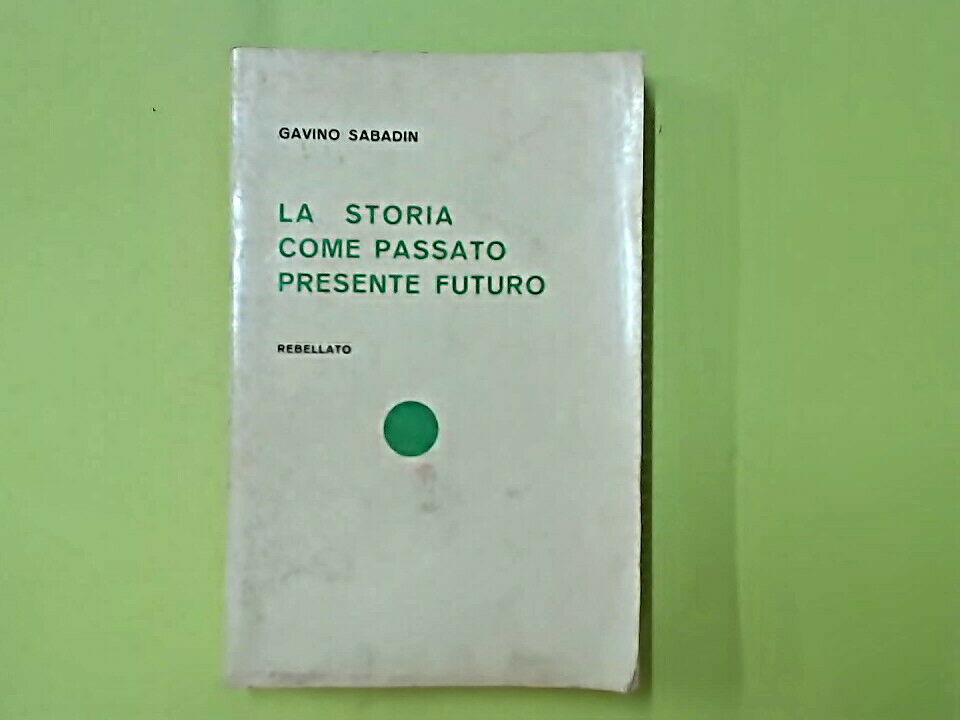 GAVINO SABADIN
LA STORIA
COME PASSATO
PRESENTE FUTURO
REBELLATO